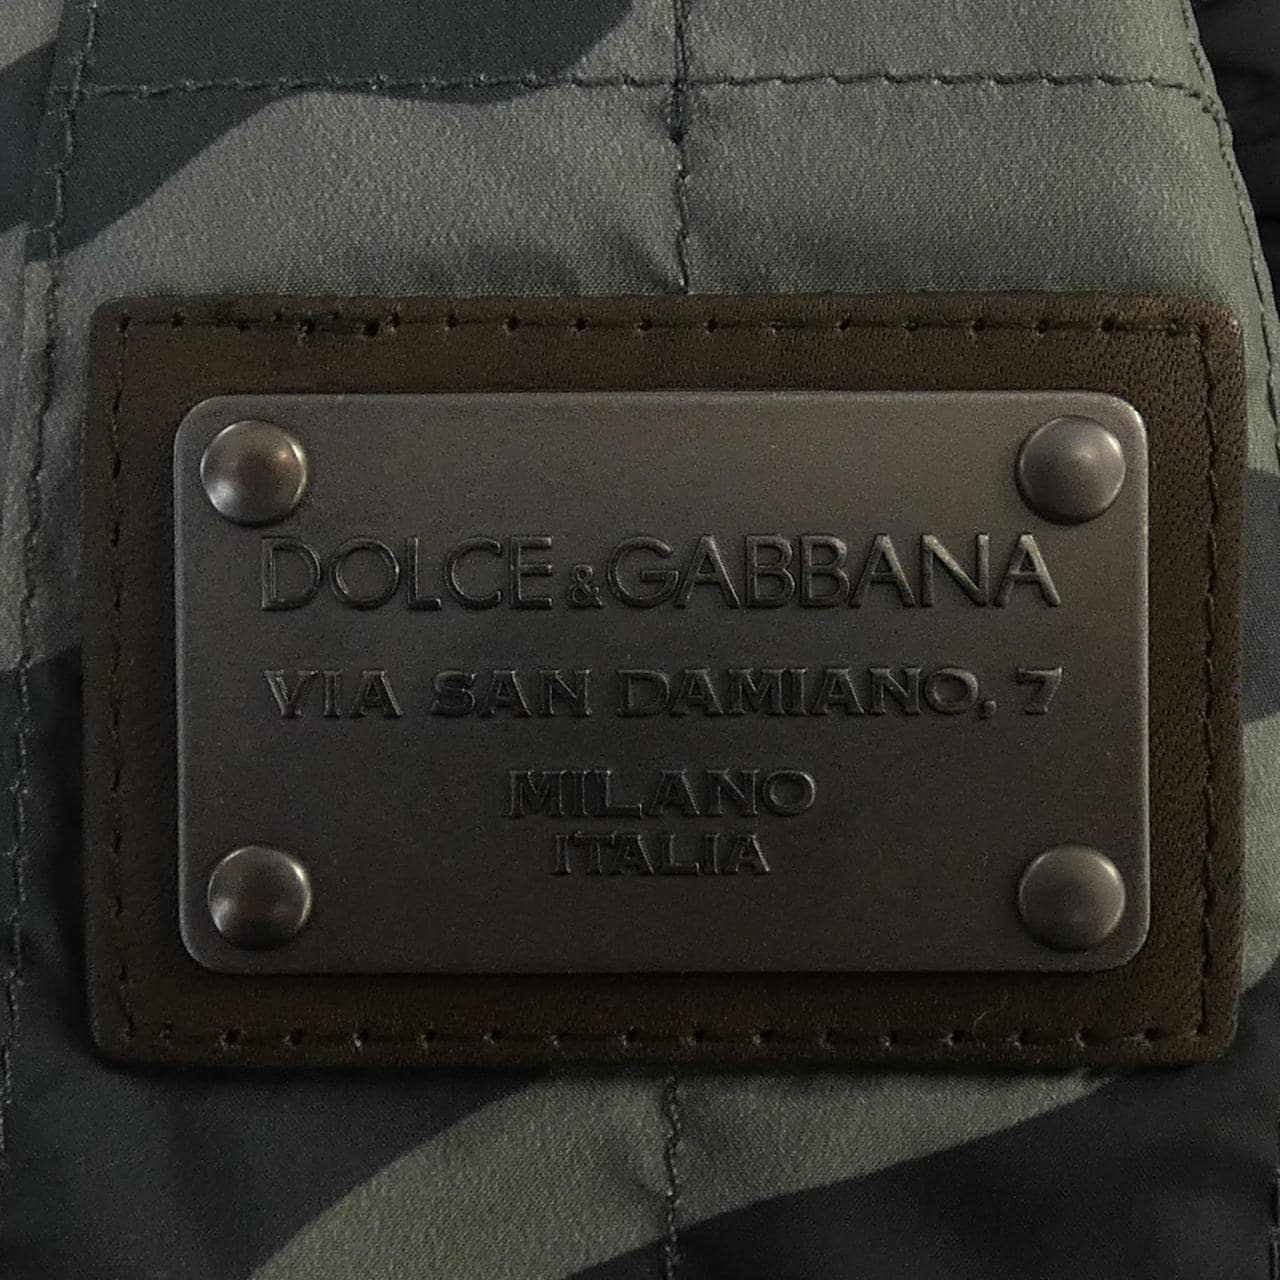 DOLCE&GABBANA
VIA SAN DAMIANO, 7
MILANO
ITALIA